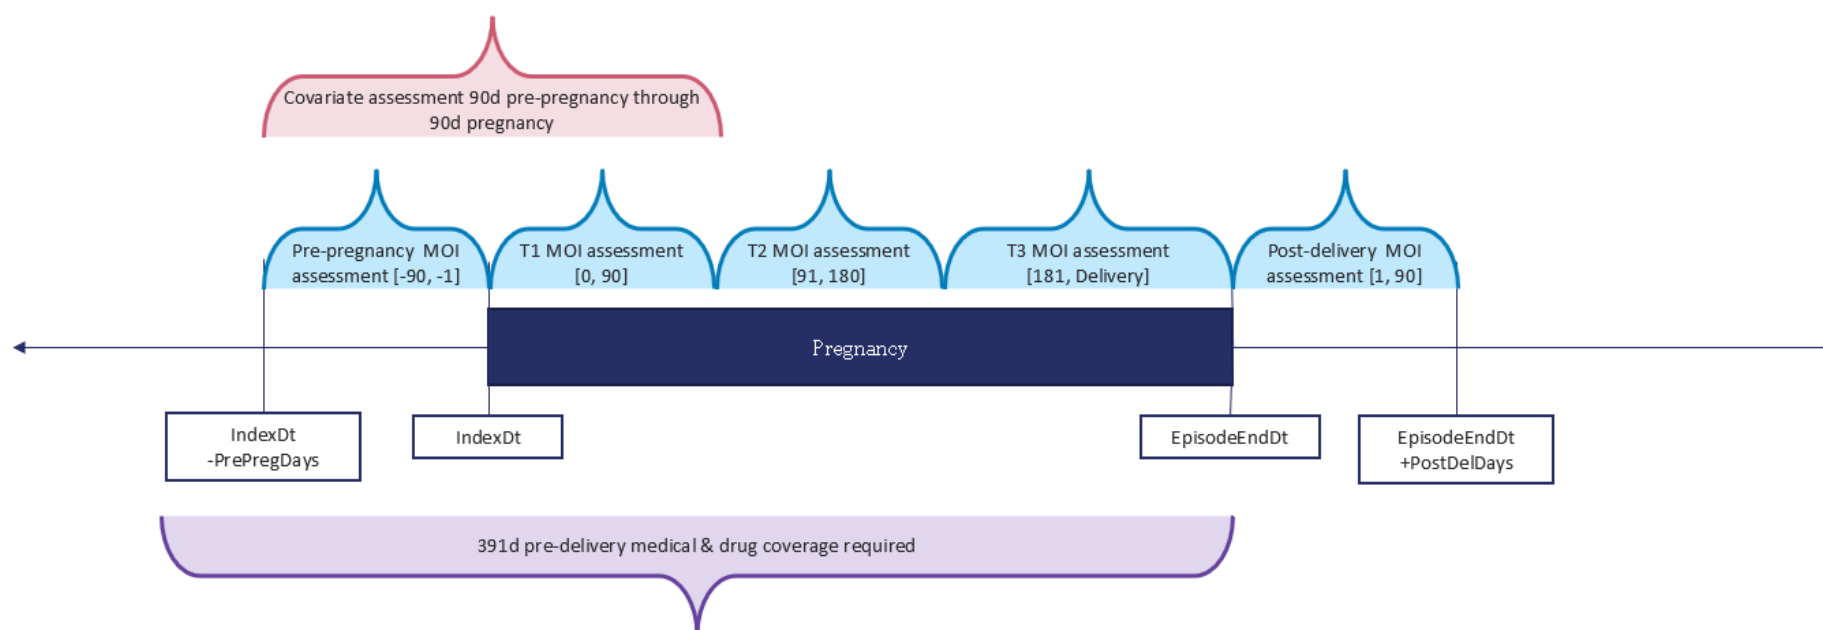 Covariate assessment 90d pre-pregnancy through
90d pregnancy
Pre-pregnancy MOI
assessment [-90, -1]
T1 MOI assessment
[0, 90]
T2 MOI assessment
[91, 180]
T3 MOI assessment
[181, Delivery]
Post-delivery MOI
assessment [1, 90]
Pregnancy
IndexDt
-PrePregDays
IndexDt
EpisodeEndDt
EpisodeEndDt
+PostDelDays
391d pre-delivery medical & drug coverage required